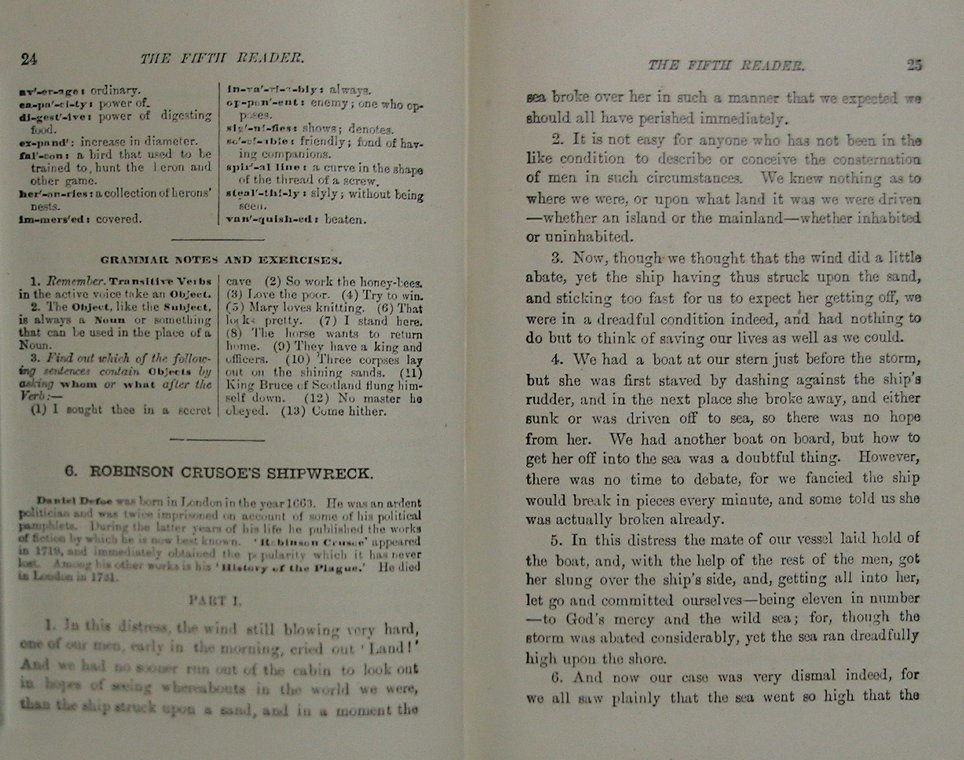 24
THE FIFTH READER.
av'-er-age: ordinary.
ca-pa'-ci-ty: power of.
di-gest'-ive: power of digesting
food.
ex-pand': increase in diameter.
fal'-con: a bird that used to be
trained to hunt the heron and
other game.
her'-on-ries: a collection of herons'
nests.
im-mers'ed: covered.
in-va'-ri-a-bly: always.
op-pon'-ent: enemy; one who op-
poses.
sig'-ni-fies: shows; denotes.
so'-ci-able: friendly; fond of hav-
ing companions.
spir'-al line: a curve in the shape
of the thread of a screw.
steal'-thi-ly: slyly; without being
seen.
van'-quish-ed: beaten.
GRAMMAR NOTES AND EXERCISES.
1. Remember. Transitive Verbs
in the active voice take an Object.
2. The Object, like the Subject,
is always a Noun or something
that can be used in the place of a
Noun.
3. Find out which of the follow-
ing sentences contain Objects by
asking whom or what after the
Verb:—
(1) I sought thee in a secret
cave (2) So work the honey-bees.
(3) Love the poor. (4) Try to win.
(5) Mary loves knitting. (6) That
looks pretty. (7) I stand here.
(8) The horse wants to return
home. (9) They have a king and
officers. (10) Three corpses lay
out on the shining sands. (11)
King Bruce of Scotland flung him-
self down. (12) No master he
obeyed. (13) Come hither.
6. ROBINSON CRUSOE'S SHIPWRECK.
Daniel Defoe was born in London in the year 1663. He was an ardent
politician and was twice imprisoned on account of some of his political
pamphlets. During the latter years of his life he published the works
of fiction by which he is now best known. 'Robinson Crusoe' appeared
in 1719, and immediately obtained the popularity which it has never
lost. Among his other works is his 'History of the Plague.' He died
in London in 1731.
PART I.
1. In this distress, the wind still blowing very hard,
one of our men, early in the morning, cried out 'Land!'
And we had no sooner run out of the cabin to look out
in hopes of seeing whereabouts in the world we were,
than the ship struck upon a sand, and in a moment the
THE FIFTH READER.
25
sea broke over her in such a manner that we expected we
should all have perished immediately.
2. It is not easy for anyone who has not been in the
like condition to describe or conceive the consternation
of men in such circumstances. We knew nothing as to
where we were, or upon what land it was we were driven
—whether an island or the mainland—whether inhabited
or uninhabited.
3. Now, though we thought that the wind did a little
abate, yet the ship having thus struck upon the sand,
and sticking too fast for us to expect her getting off, we
were in a dreadful condition indeed, and had nothing to
do but to think of saving our lives as well as we could.
4. We had a boat at our stern just before the storm,
but she was first staved by dashing against the ship's
rudder, and in the next place she broke away, and either
sunk or was driven off to sea, so there was no hope
from her. We had another boat on board, but how to
get her off into the sea was a doubtful thing. However,
there was no time to debate, for we fancied the ship
would break in pieces every minute, and some told us she
was actually broken already.
5. In this distress the mate of our vessel laid hold of
the boat, and, with the help of the rest of the men, got
her slung over the ship's side, and, getting all into her,
let go and committed ourselves—being eleven in number
—to God's mercy and the wild sea; for, though the
storm was abated considerably, yet the sea ran dreadfully
high upon the shore.
6. And now our case was very dismal indeed, for
we all saw plainly that the sea went so high that the